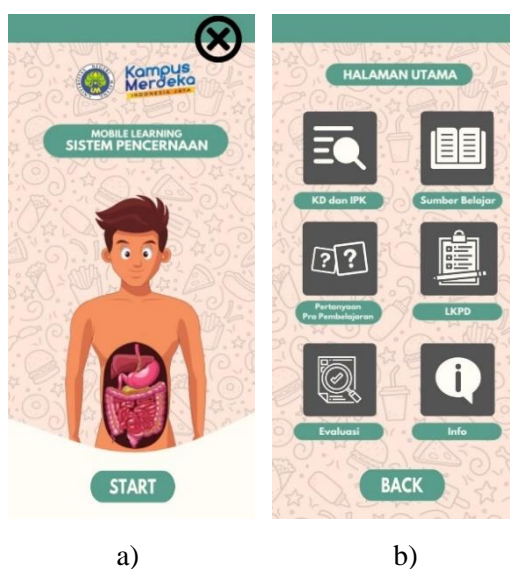 Kampus
Merdeka
INDONESIA JAYA
MOBILE LEARNING
SISTEM PENCERNAAN
START
a)
HALAMAN UTAMA
KD dan IPK
Sumber Belajar
Pertanyaan
Pra Pembelajaran
LKPD
Evaluasi
Info
BACK
b)